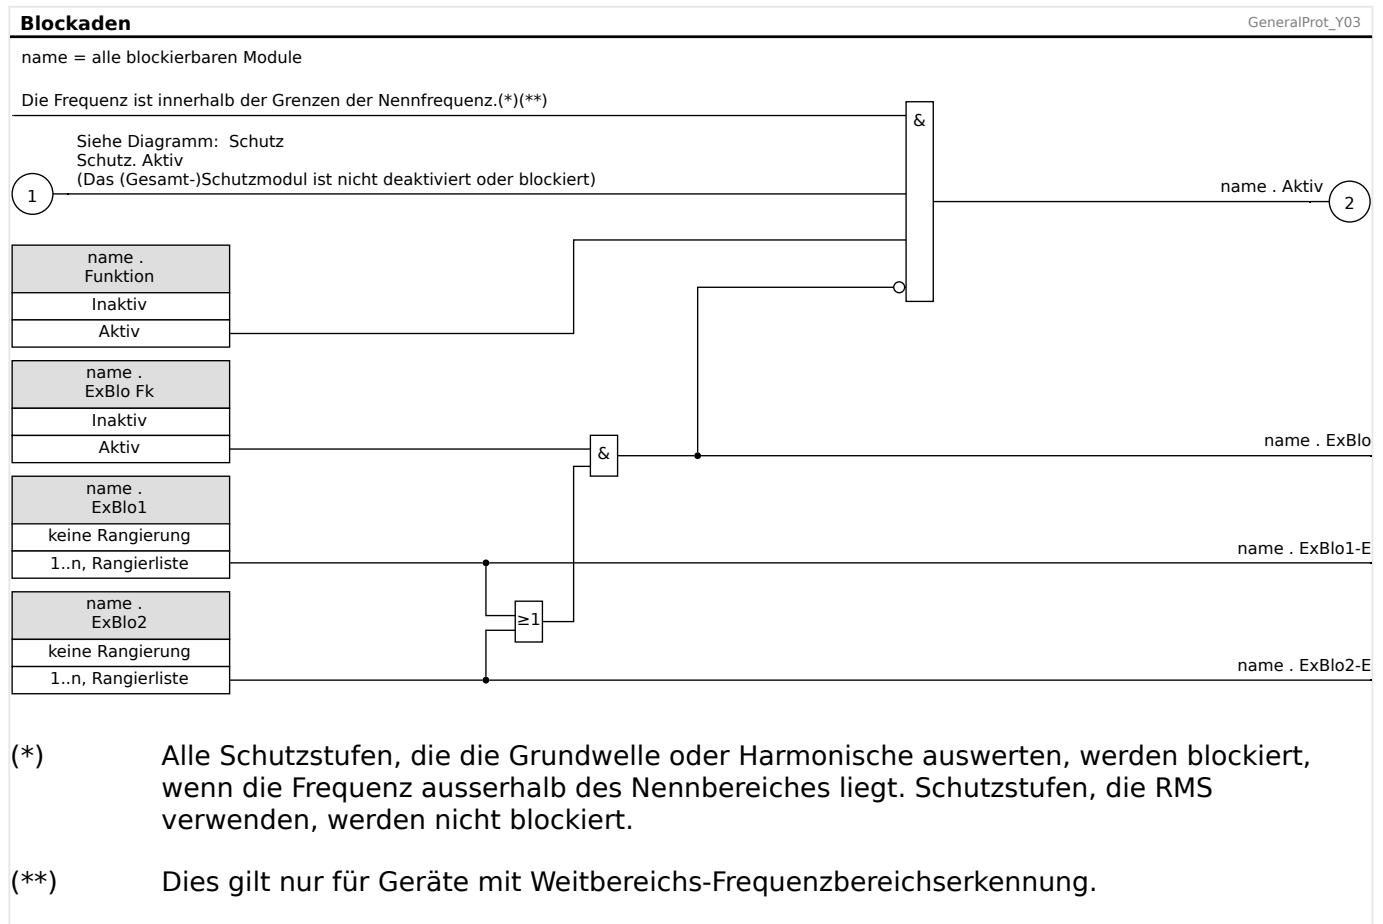 Blockaden
GeneralProt_Y03
name = alle blockierbaren Module
Die Frequenz ist innerhalb der Grenzen der Nennfrequenz.(*)(**)
&
Siehe Diagramm: Schutz
Schutz. Aktiv
(Das (Gesamt-)Schutzmodul ist nicht deaktiviert oder blockiert)
1
name . Aktiv
2
name .
Funktion
Inaktiv
Aktiv
name .
ExBlo Fk
Inaktiv
Aktiv
&
name . ExBlo
name .
ExBlo1
keine Rangierung
1..n, Rangierliste
name . ExBlo1-E
name .
ExBlo2
≥1
keine Rangierung
1..n, Rangierliste
name . ExBlo2-E
(*) Alle Schutzstufen, die die Grundwelle oder Harmonische auswerten, werden blockiert,
wenn die Frequenz ausserhalb des Nennbereiches liegt. Schutzstufen, die RMS
verwenden, werden nicht blockiert.
(**) Dies gilt nur für Geräte mit Weitbereichs-Frequenzbereichserkennung.